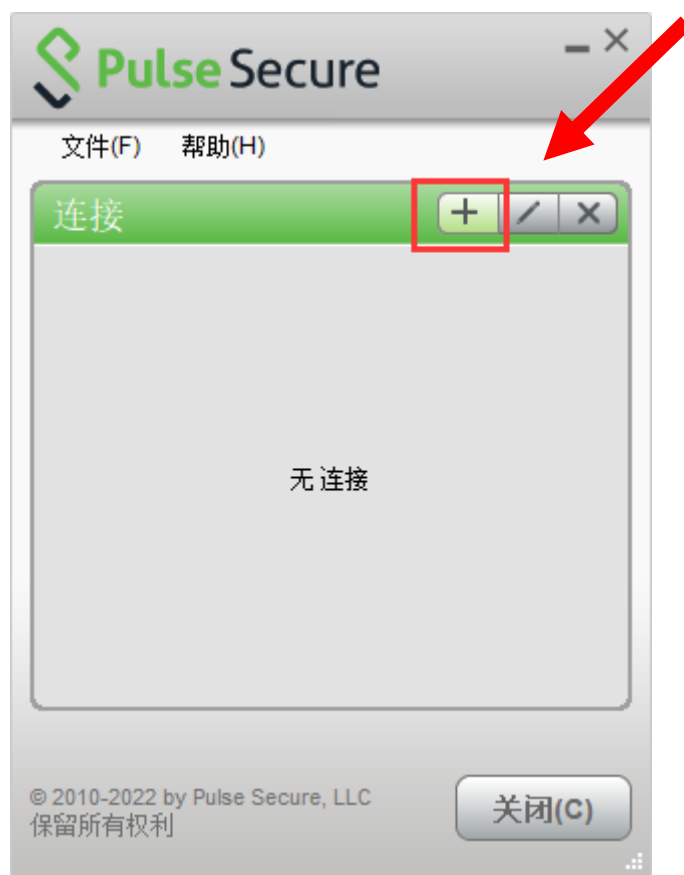 Pulse Secure
文件(F) 帮助(H)
连接
无连接
© 2010-2022 by Pulse Secure, LLC
保留所有权利
关闭(C)